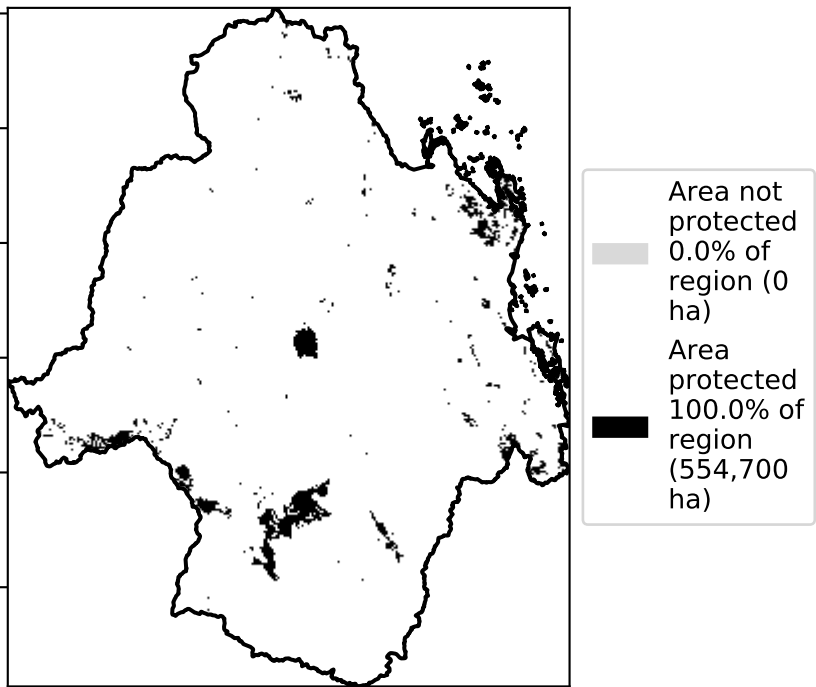 Area not
protected
0.0% of
region (0
ha)
Area
protected
100.0% of
region
(554,700
ha)